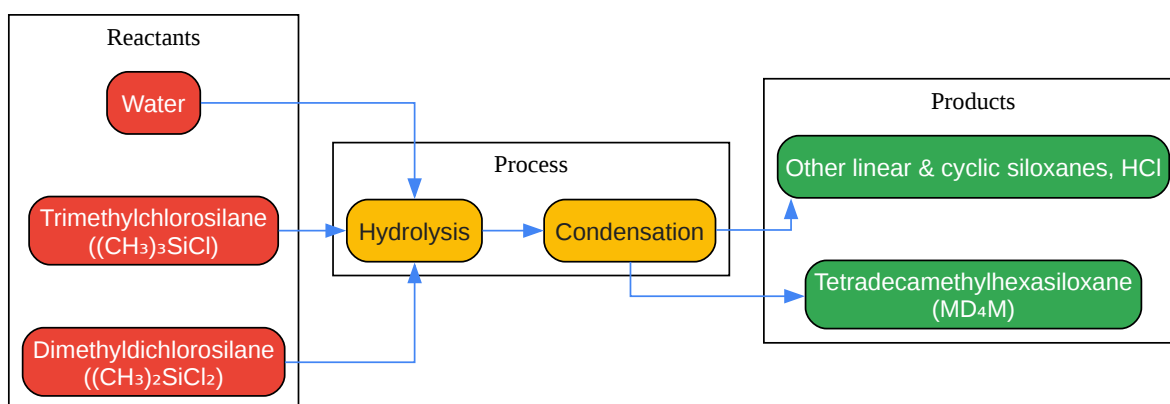 Reactants
Water
Trimethylchlorosilane
((CH₃)₃SiCl)
Dimethyldichlorosilane
((CH₃)₂SiCl₂)
Process
Hydrolysis
Condensation
Products
Other linear & cyclic siloxanes, HCl
Tetradecamethylhexasiloxane
(MD₄M)